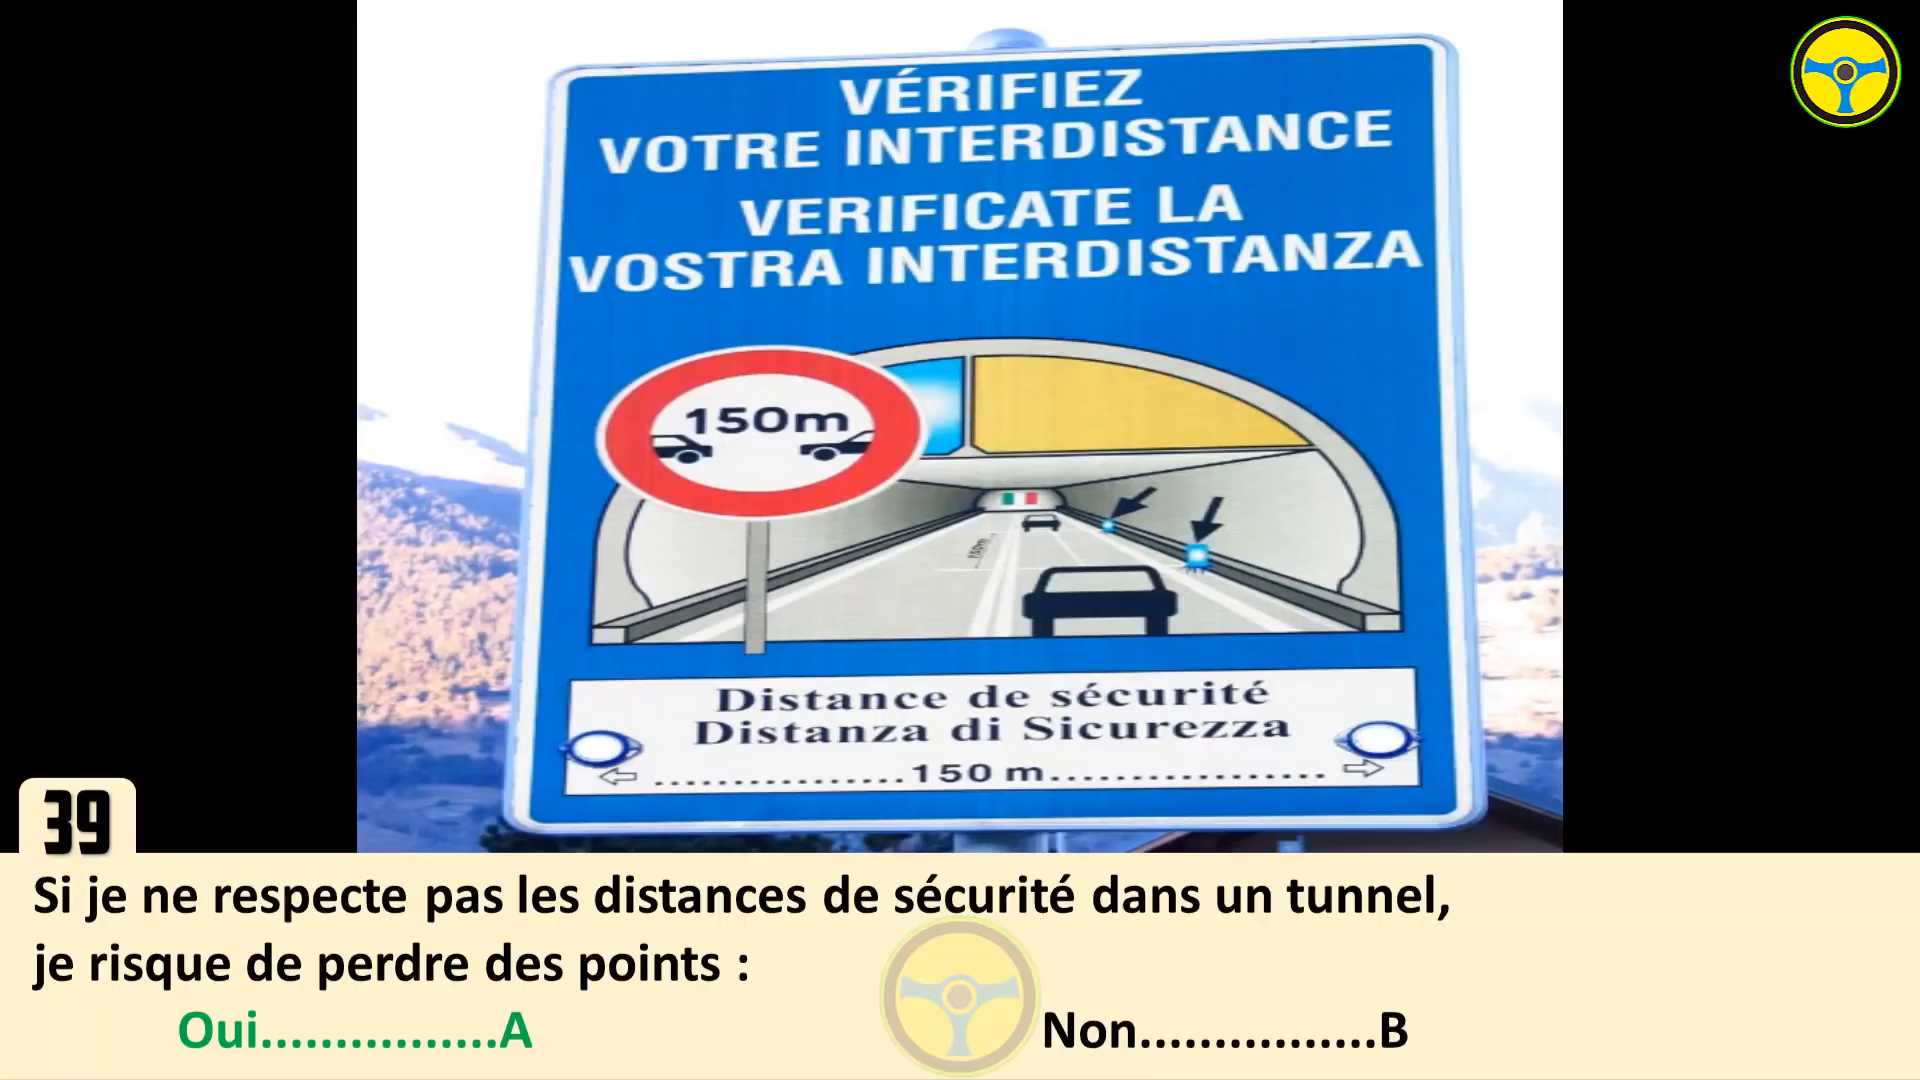 VÉRIFIEZ
VOTRE INTERDISTANCE
VERIFICATE LA
VOSTRA INTERDISTANZA
150m
150m
Distance de sécurité
Distanza di Sicurezza
................150 m..................
39
Si je ne respecte pas les distances de sécurité dans un tunnel,
je risque de perdre des points :
Oui................A Non................B